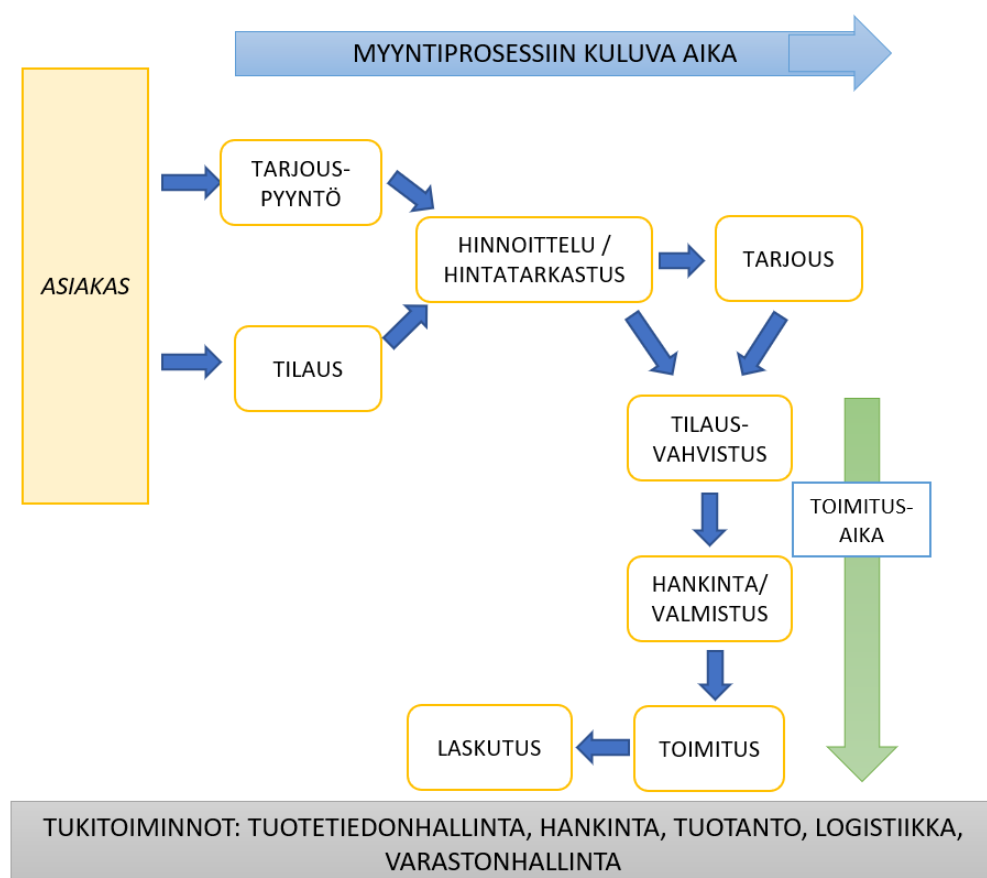 MYYNTIPROSESSIIN KULUVA AIKA
ASIAKAS
TARJOUS-
PYYNTÖ
TILAUS
HINNOITTELU /
HINTATARKASTUS
TARJOUS
TILAUS-
VAHVISTUS
TOIMITUS-
AIKA
HANKINTA/
VALMISTUS
LASKUTUS
TOIMITUS
TUKITOIMINNOT: TUOTETIEDONHALLINTA, HANKINTA, TUOTANTO, LOGISTIIKKA,
VARASTONHALLINTA